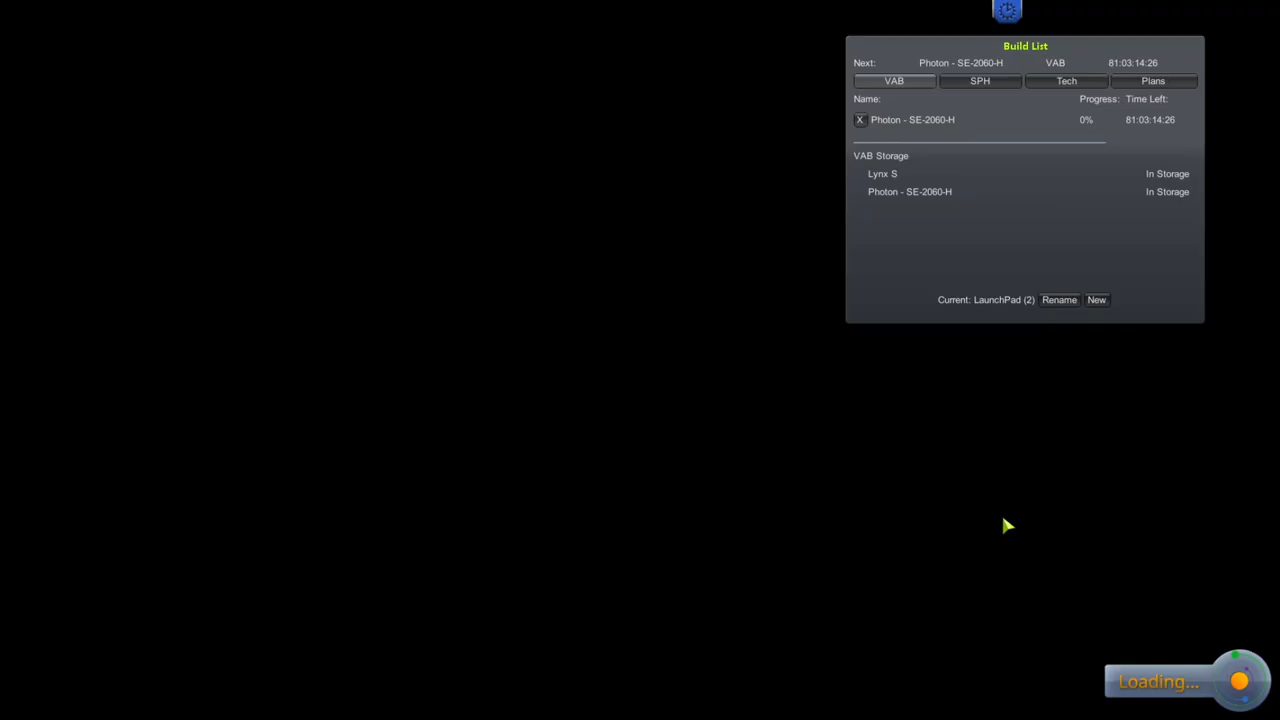 Build List
Next: Photon - SE-2060-H VAB 81:03:14:26
VAB SPH Tech Plans
Name: Progress: Time Left:
X Photon - SE-2060-H 0% 81:03:14:26
VAB Storage
Lynx S In Storage
Photon - SE-2060-H In Storage
Current: LaunchPad (2) Rename New
Loading...